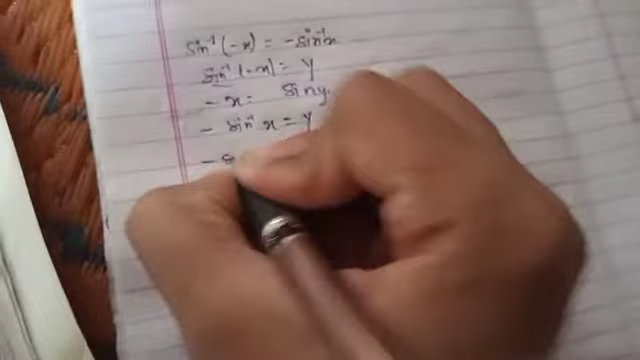 sin⁻¹(-x) = -sin⁻¹x
sin⁻¹(-x) = y
-x = sin y
- sin⁻¹ x = y
- s